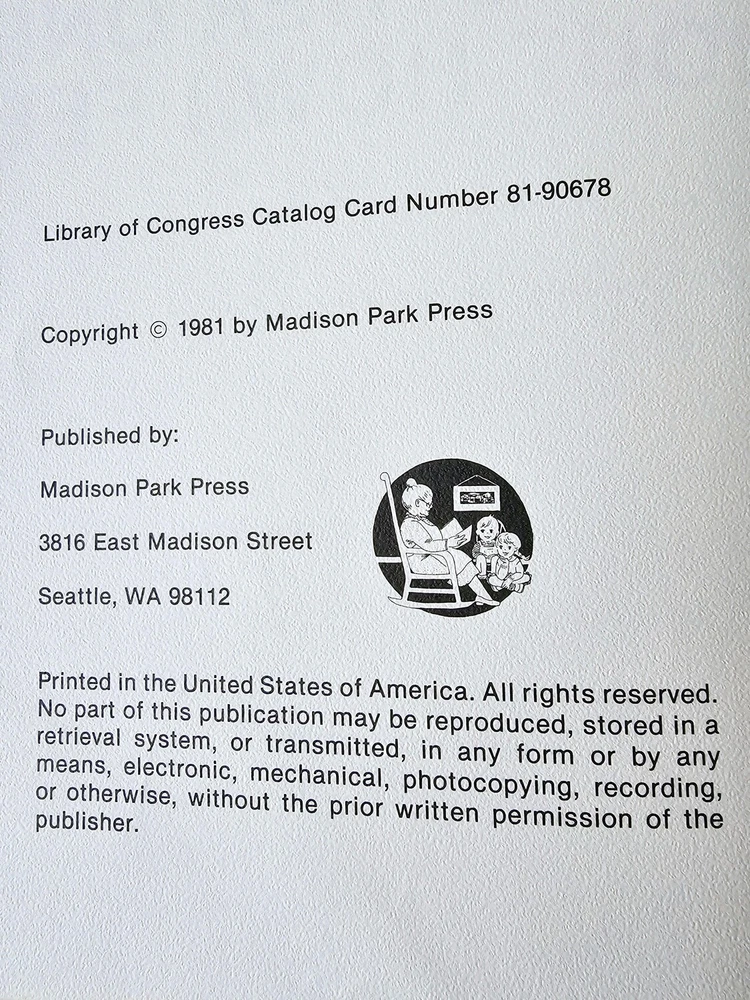 Library of Congress Catalog Card Number 81-90678
Copyright © 1981 by Madison Park Press
Published by:
Madison Park Press
3816 East Madison Street
Seattle, WA 98112
Printed in the United States of America. All rights reserved.
No part of this publication may be reproduced, stored in a
retrieval system, or transmitted, in any form or by any
means, electronic, mechanical, photocopying, recording,
or otherwise, without the prior written permission of the
publisher.